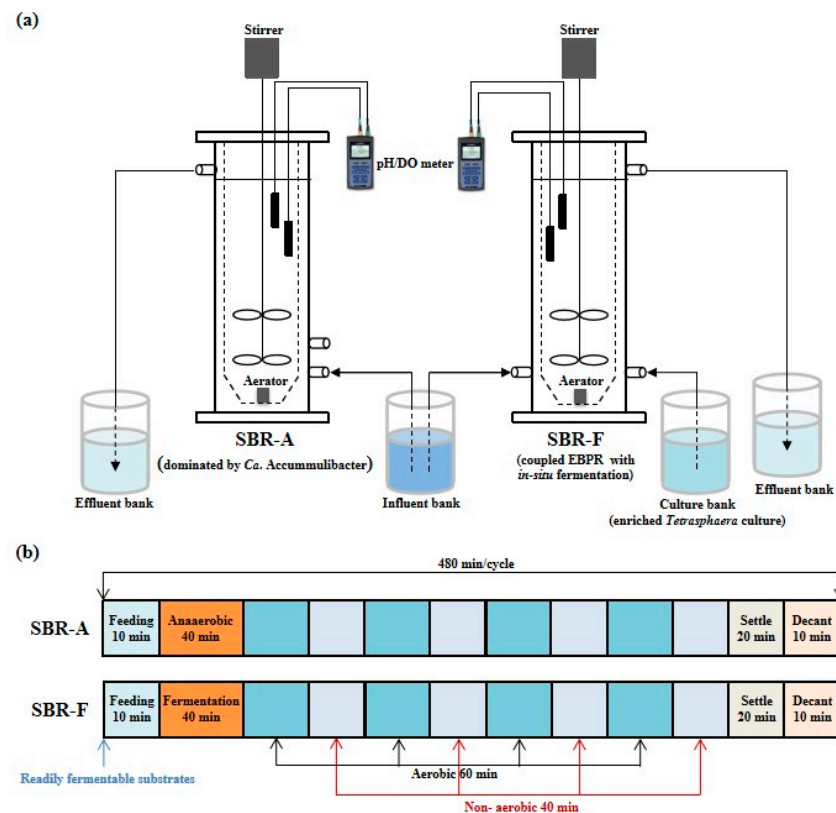 (a)
Stirrer
Stirrer
pH/DO meter
Aerator
Aerator
SBR-A
(dominated by Ca. Accummulibacter)
SBR-F
(coupled EBPR with
in-situ fermentation)
Effluent bank
Influent bank
Culture bank
(enriched Tetrasphaera culture)
Effluent bank
(b)
480 min/cycle
SBR-A
Feeding
10 min
Anaaerobic
40 min
Settle
20 min
Decant
10 min
SBR-F
Feeding
10 min
Fermentation
40 min
Settle
20 min
Decant
10 min
Readily fermentable substrates
Aerobic 60 min
Non- aerobic 40 min